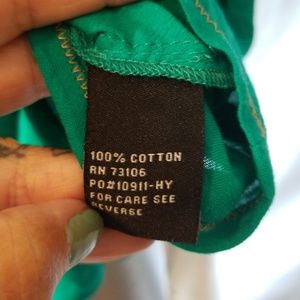 100% COTTON
RN 73106
PO#10911-HY
FOR CARE SEE
REVERSE